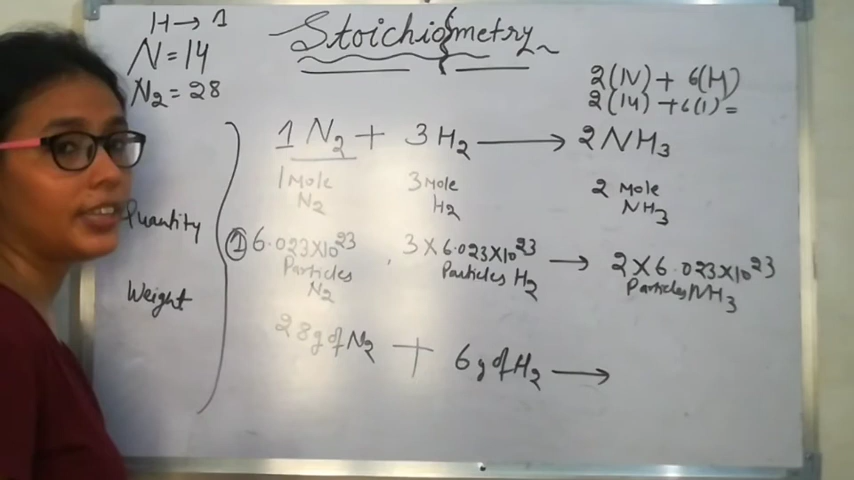 H → 1
Stoichiometry
N = 14
N2 = 28
2(N) + 6(H)
2(14) + 6(1) =
1 N2 + 3 H2 → 2 NH3
1 Mole N2
3 Mole H2
2 Mole NH3
Quantity
① 6.023×10^23 Particles N2 , 3×6.023×10^23 Particles H2 → 2×6.023×10^23 Particles NH3
Weight
28 g of N2 + 6 g of H2 →